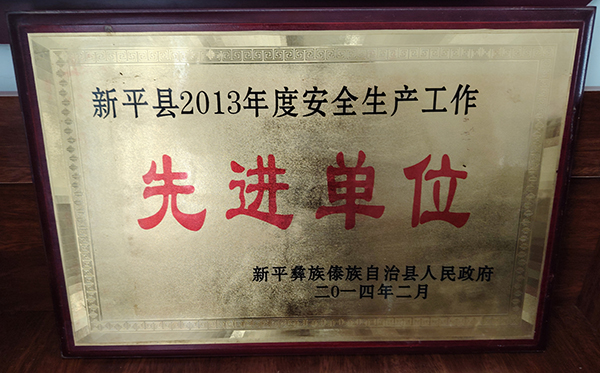 新平县2013年度安全生产工作
先进单位
新平彝族傣族自治县人民政府
二0一四年二月